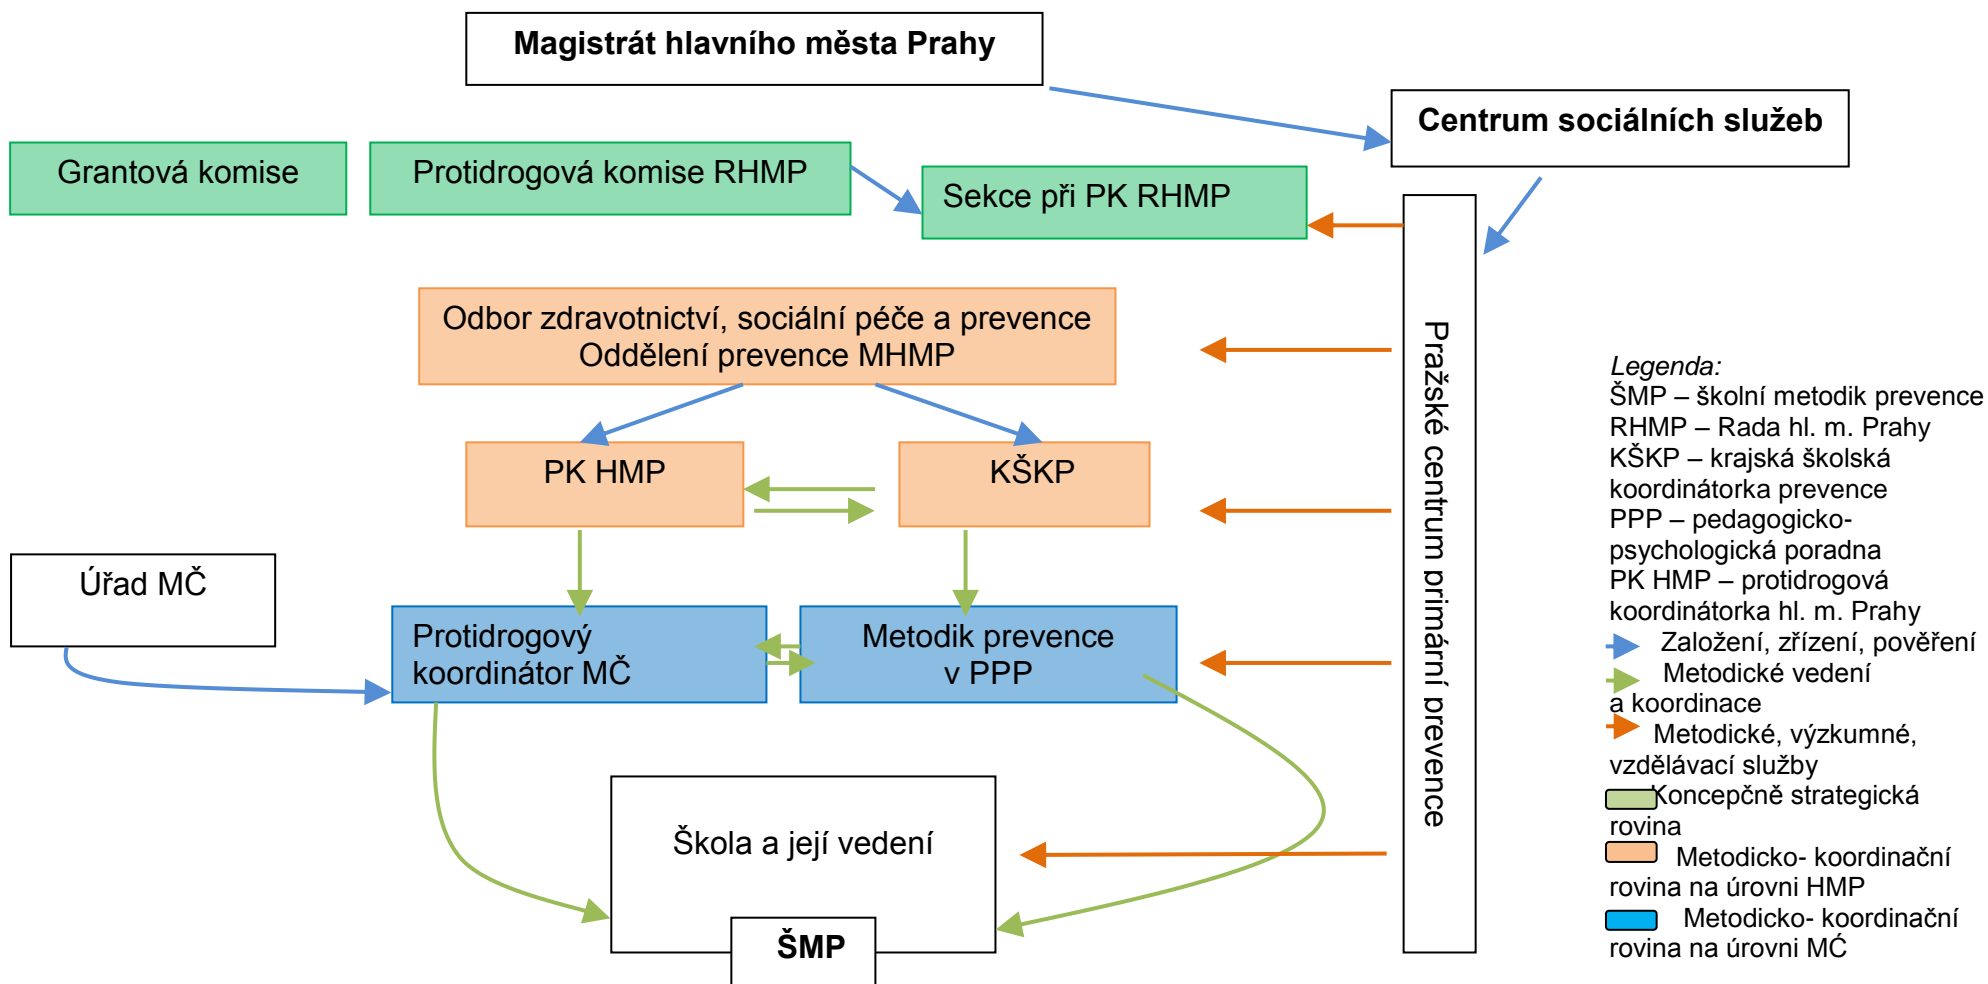 Magistrát hlavního města Prahy
Centrum sociálních služeb
Grantová komise
Protidrogová komise RHMP
Sekce při PK RHMP
Odbor zdravotnictví, sociální péče a prevence
Oddělení prevence MHMP
PK HMP
KŠKP
Úřad MČ
Protidrogový
koordinátor MČ
Metodik prevence
v PPP
Škola a její vedení
ŠMP
Pražské centrum primární prevence
Legenda:
ŠMP – školní metodik prevence
RHMP – Rada hl. m. Prahy
KŠKP – krajská školská
koordinátorka prevence
PPP – pedagogicko-
psychologická poradna
PK HMP – protidrogová
koordinátorka hl. m. Prahy
Založení, zřízení, pověření
Metodické vedení
a koordinace
Metodické, výzkumné,
vzdělávací služby
Koncepčně strategická
rovina
Metodicko- koordinační
rovina na úrovni HMP
Metodicko- koordinační
rovina na úrovni MĆ